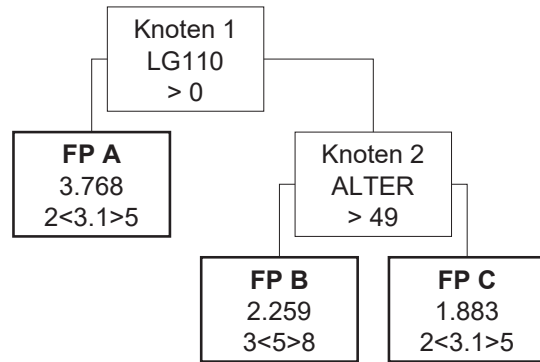 Knoten 1
LG110
> 0
FP A
3.768
2<3.1>5
Knoten 2
ALTER
> 49
FP B
2.259
3<5>8
FP C
1.883
2<3.1>5